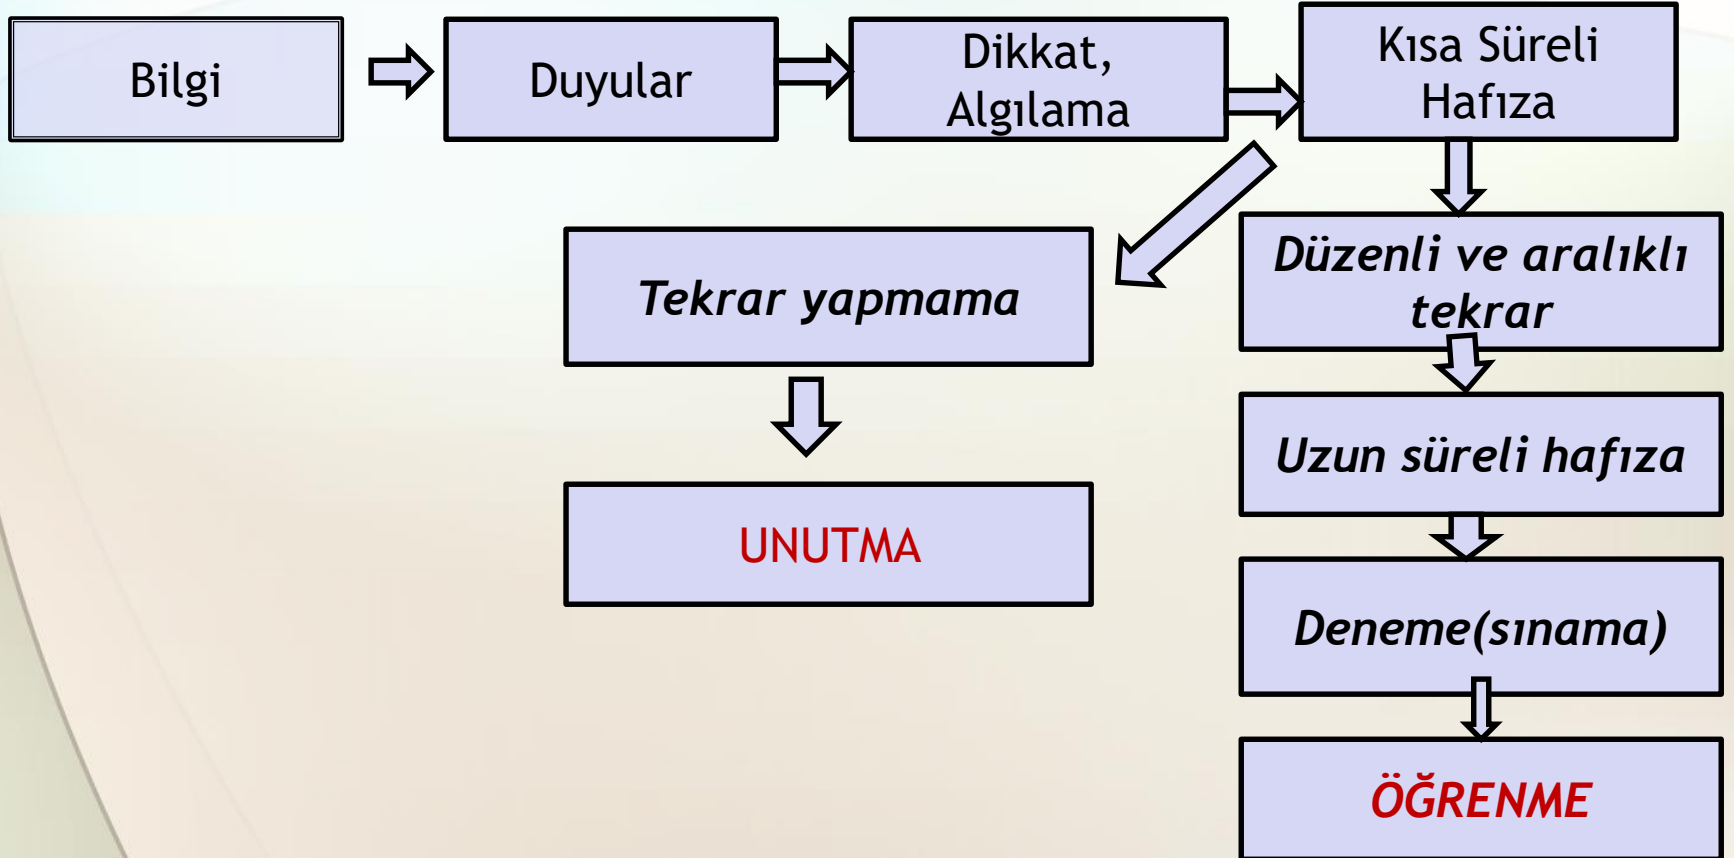 Bilgi
Duyular
Dikkat,
Algılama
Kısa Süreli
Hafıza
Tekrar yapmama
UNUTMA
Düzenli ve aralıklı
tekrar
Uzun süreli hafıza
Deneme(sınama)
ÖĞRENME